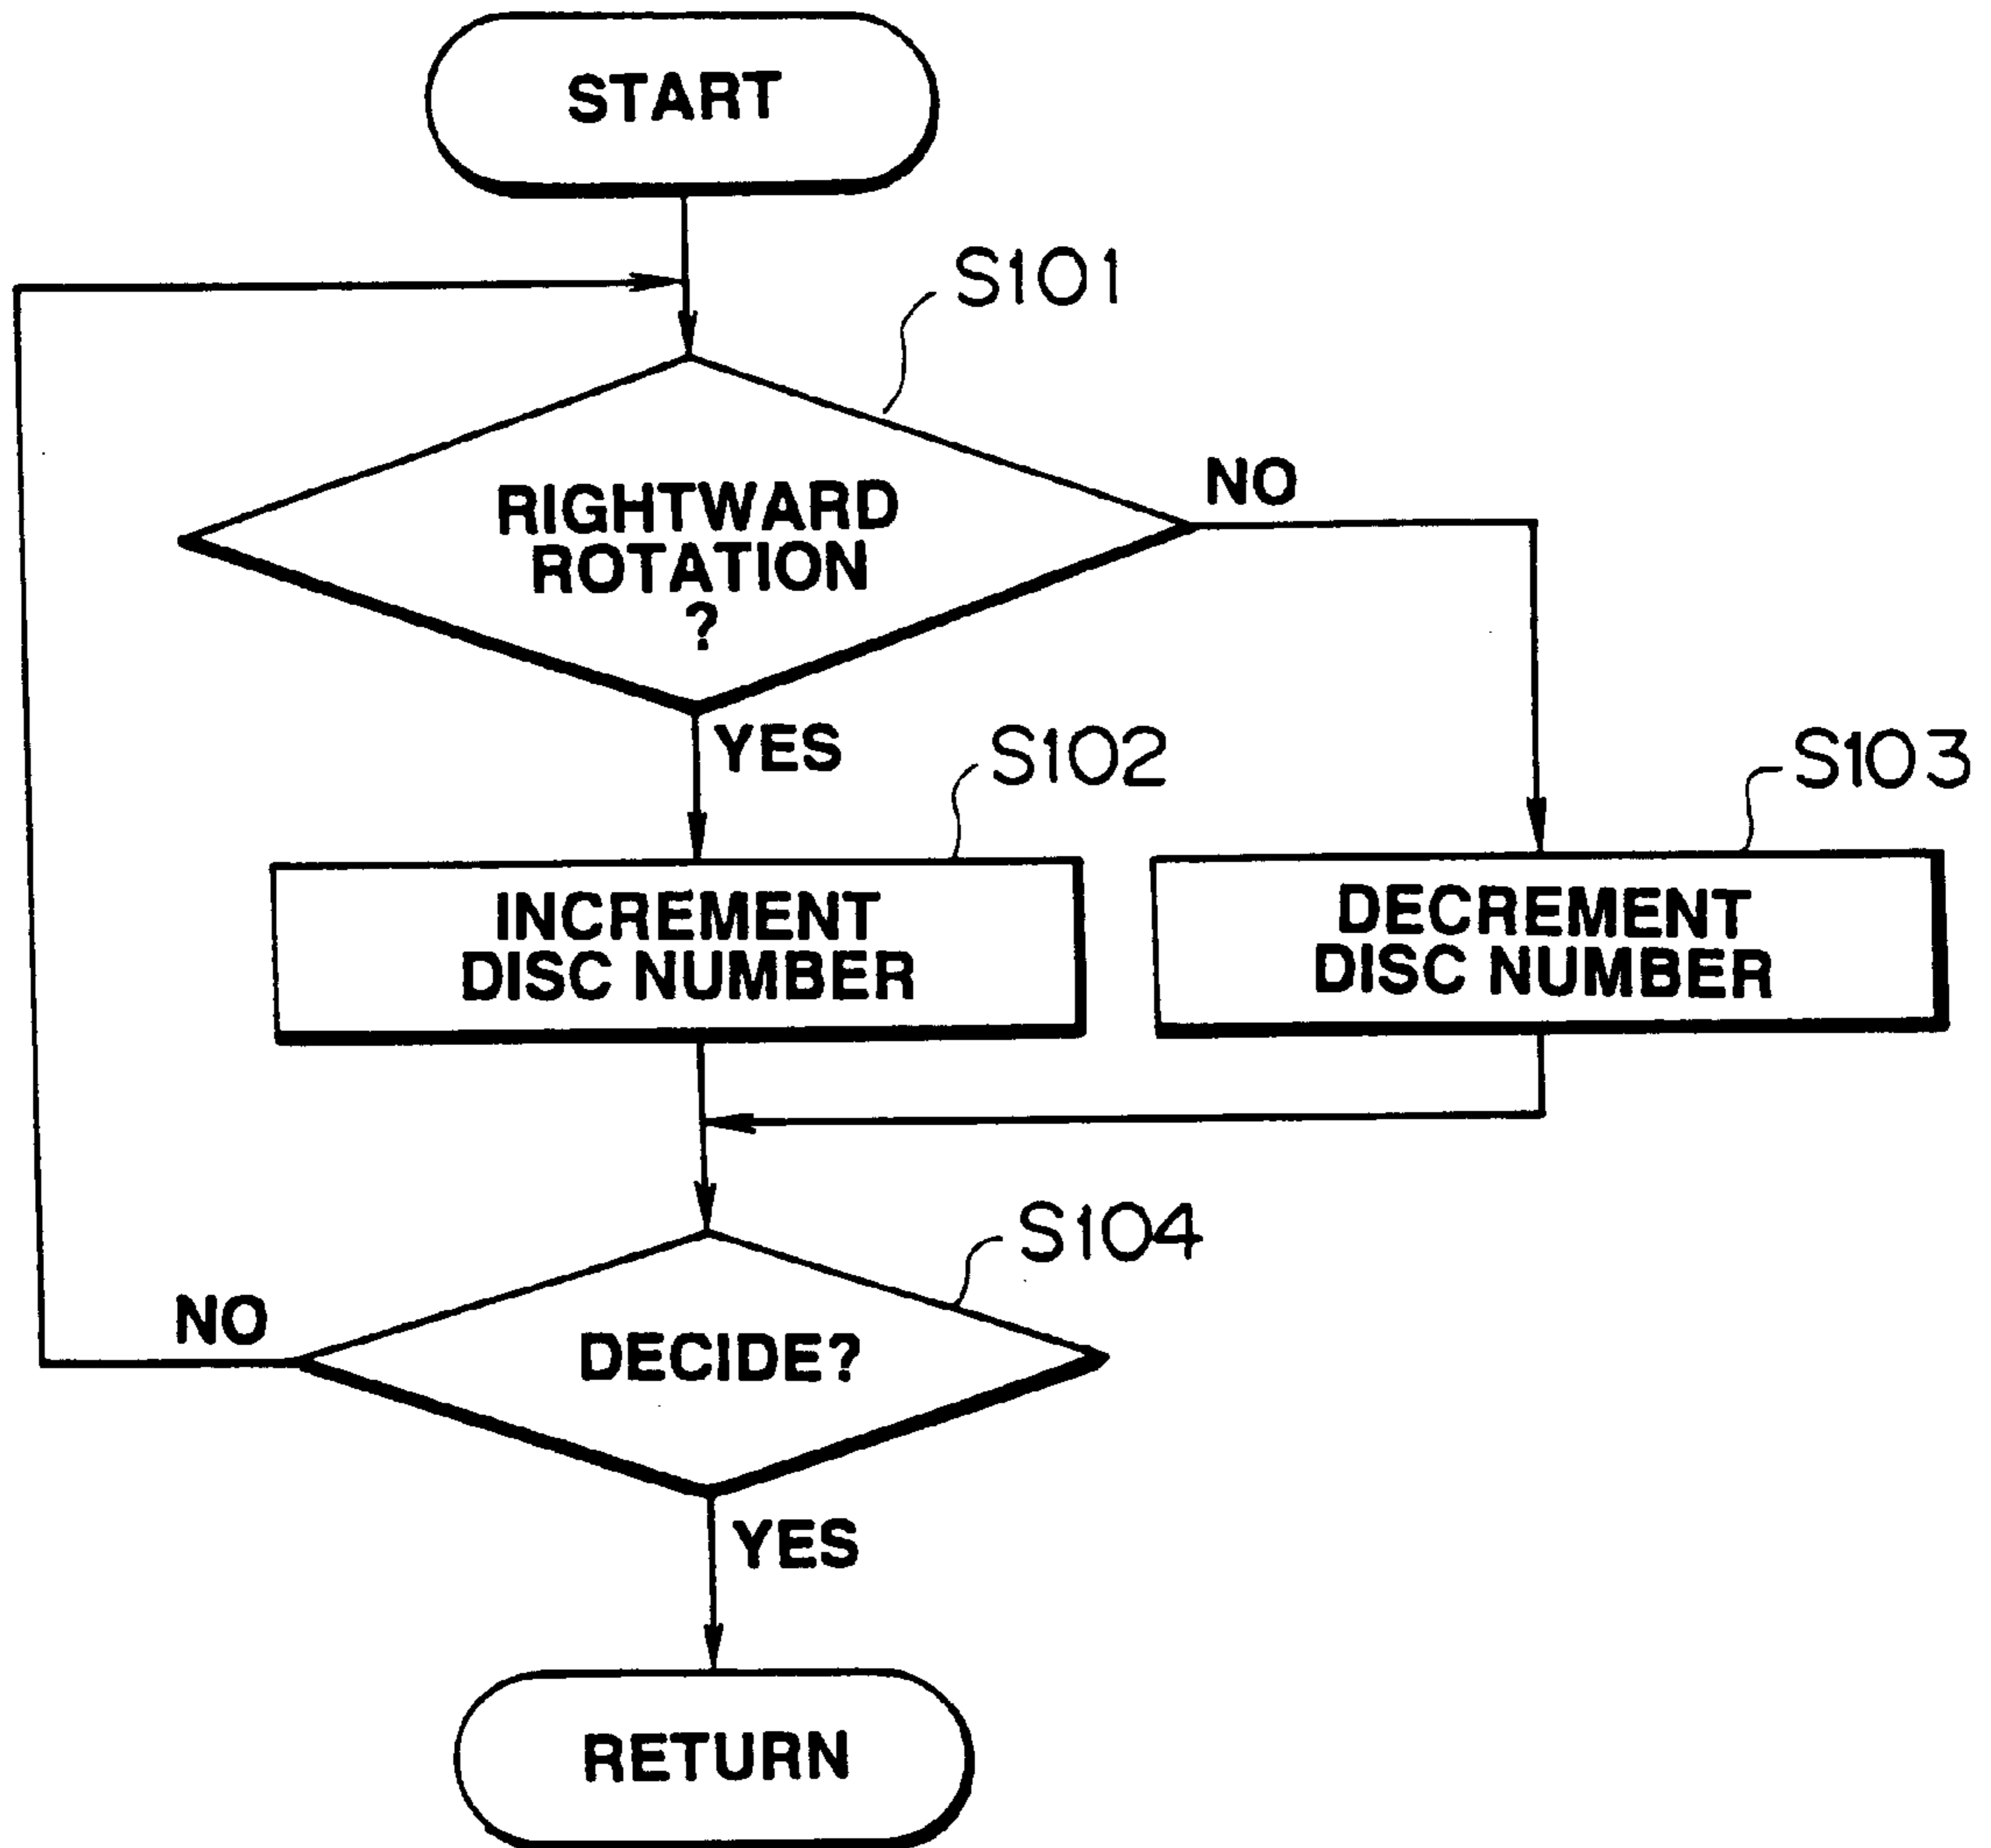 START
S101
RIGHTWARD
ROTATION
?
NO
YES
S102
S103
INCREMENT
DISC NUMBER
DECREMENT
DISC NUMBER
S104
NO
DECIDE?
YES
RETURN